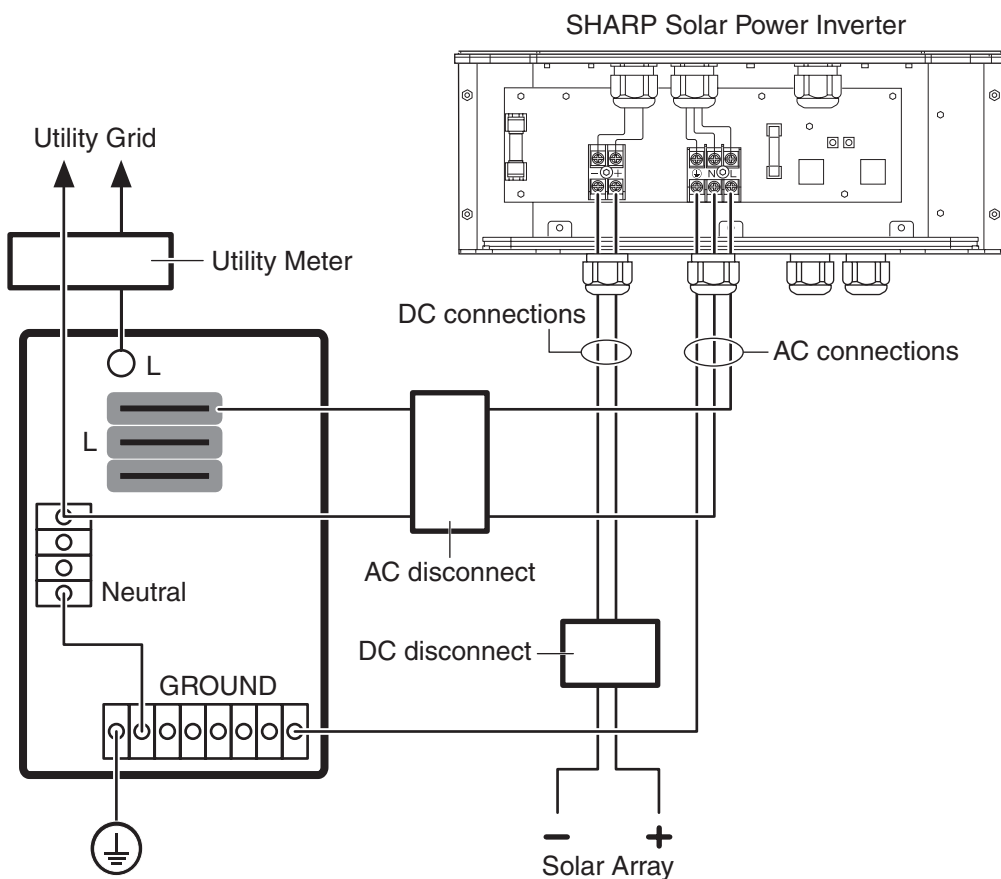 SHARP Solar Power Inverter
Utility Grid
Utility Meter
- +
N L
DC connections
AC connections
L
L
AC disconnect
Neutral
DC disconnect
GROUND
- +
Solar Array